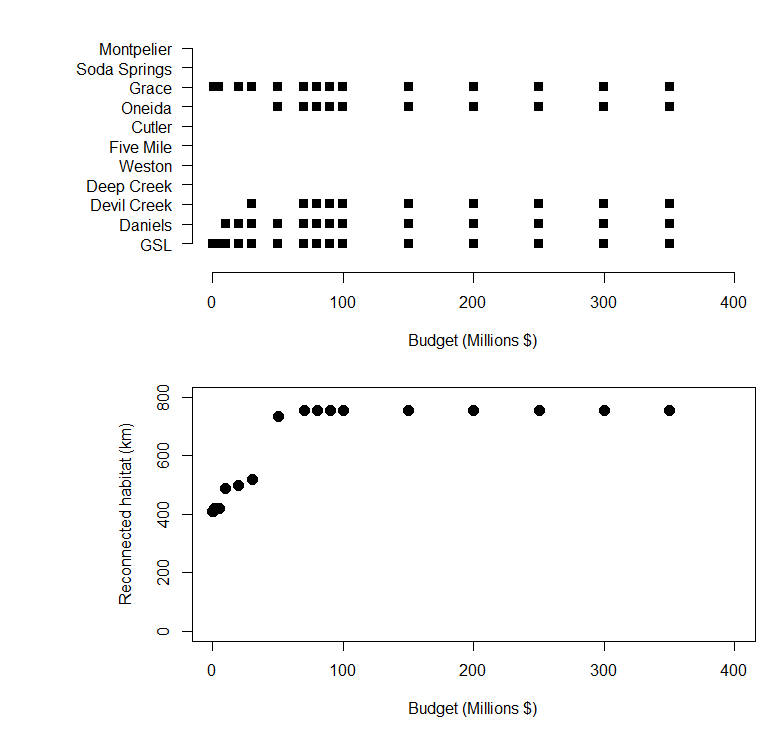 Montpelier
Soda Springs
Grace
Oneida
Cutler
Five Mile
Weston
Deep Creek
Devil Creek
Daniels
GSL
0 100 200 300 400
Budget (Millions $)
Reconnected habitat (km)
800
600
400
200
0
0 100 200 300 400
Budget (Millions $)